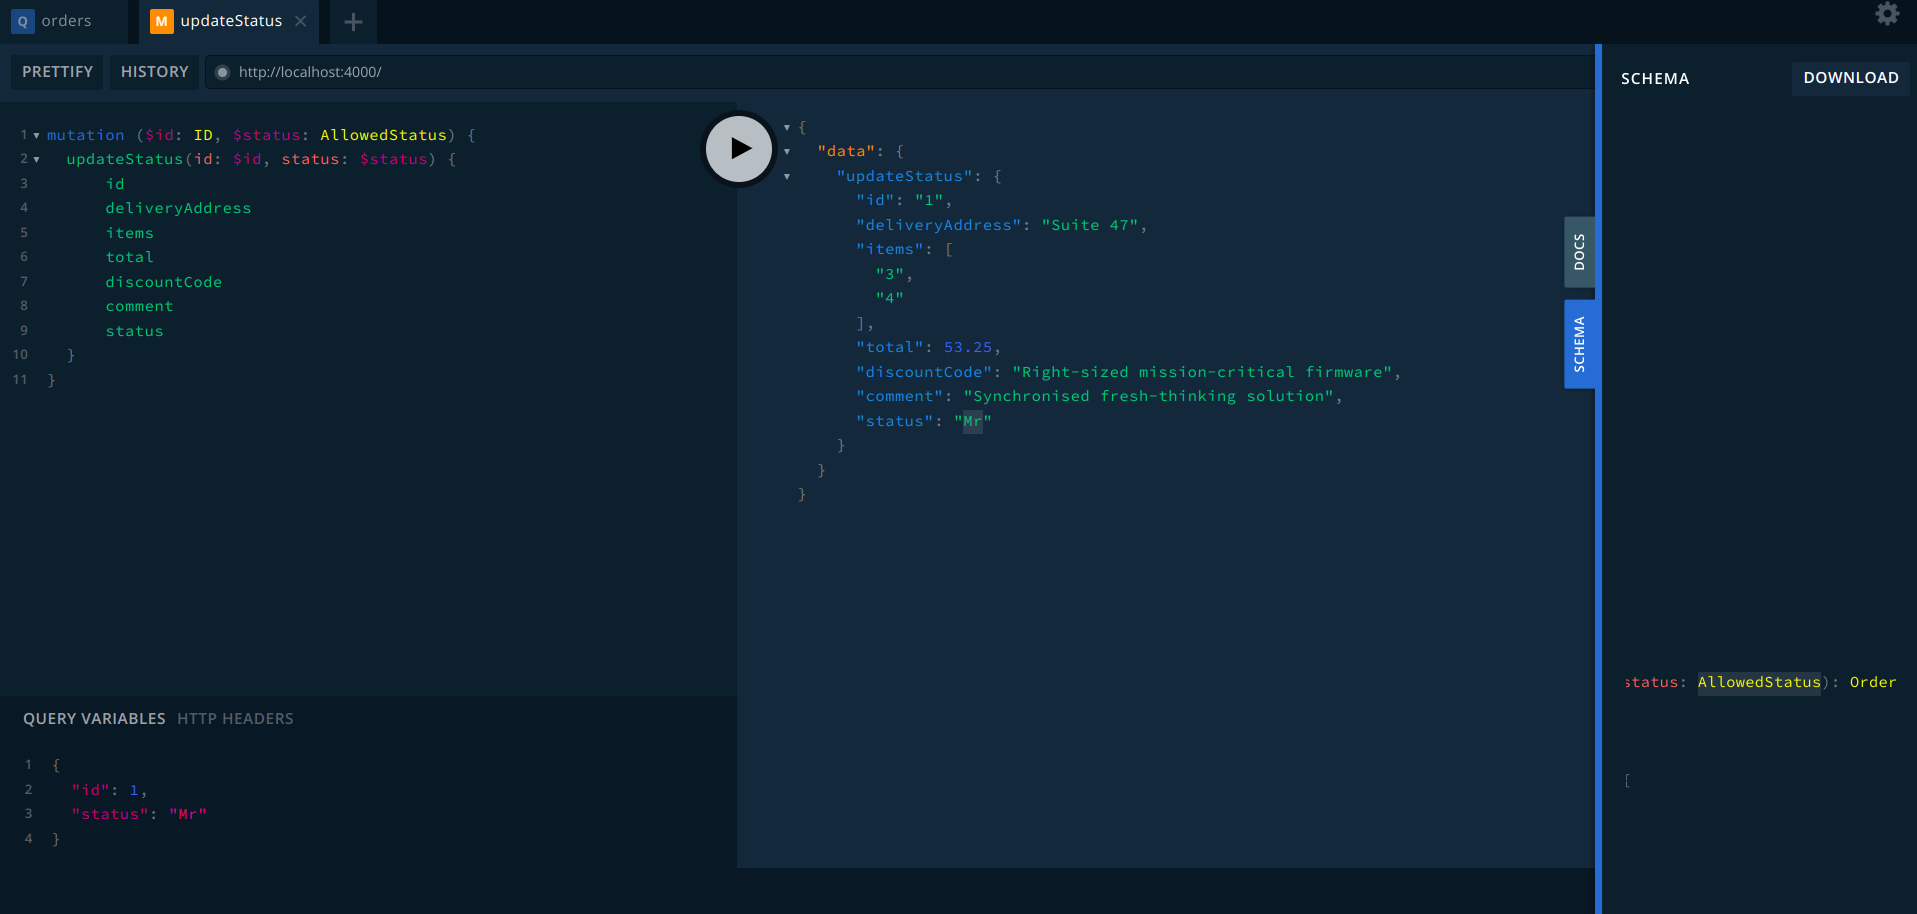 Q orders
M updateStatus
PRETTIFY HISTORY http://localhost:4000/
1 mutation ($id: ID, $status: AllowedStatus) {
2 updateStatus(id: $id, status: $status) {
3 id
4 deliveryAddress
5 items
6 total
7 discountCode
8 comment
9 status
10 }
11 }
QUERY VARIABLES HTTP HEADERS
1 {
2 "id": 1,
3 "status": "Mr"
4 }
{
"data": {
"updateStatus": {
"id": "1",
"deliveryAddress": "Suite 47",
"items": [
"3",
"4"
],
"total": 53.25,
"discountCode": "Right-sized mission-critical firmware",
"comment": "Synchronised fresh-thinking solution",
"status": "Mr"
}
}
}
DOCS
SCHEMA
SCHEMA DOWNLOAD
status: AllowedStatus): Order
[